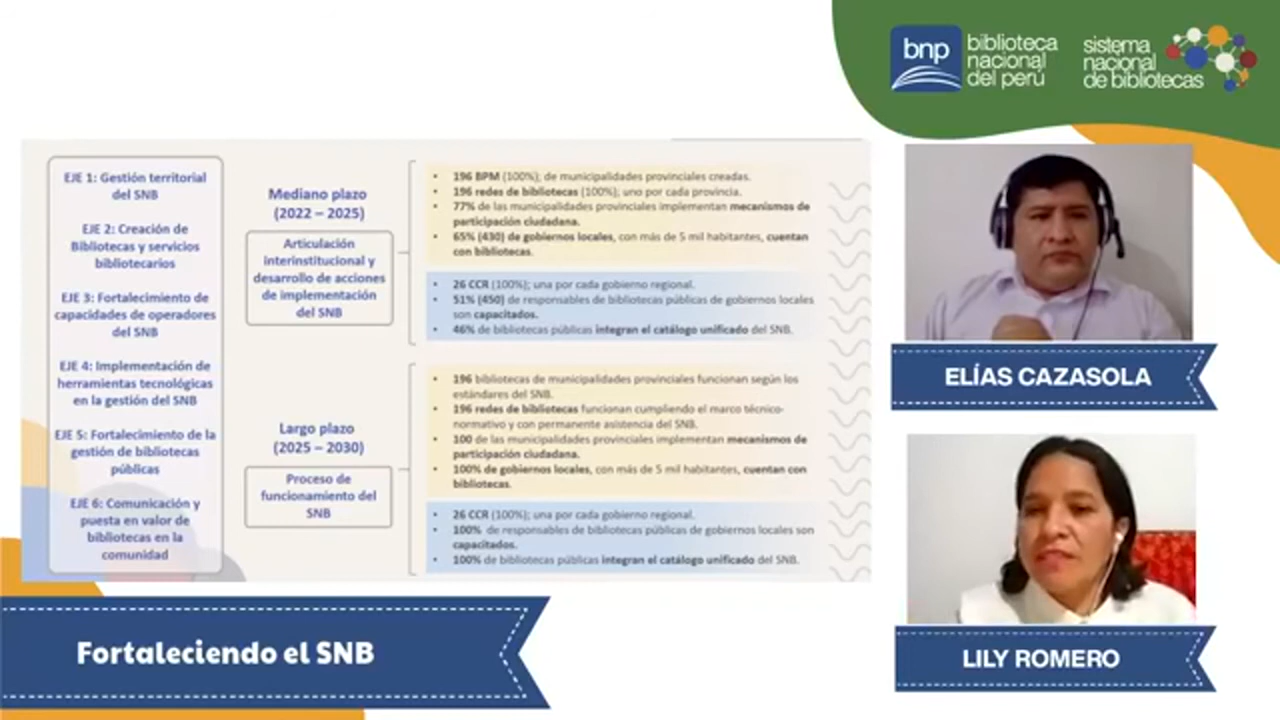 bnp
biblioteca
nacional
del perú
sistema
nacional
de bibliotecas
EJE 1: Gestión territorial
del SNB
EJE 2: Creación de
Bibliotecas y servicios
bibliotecarios
EJE 3: Fortalecimiento de
capacidades de operadores
del SNB
EJE 4: Implementación de
herramientas tecnológicas
en la gestión del SNB
EJE 5: Fortalecimiento de la
gestión de bibliotecas
públicas
EJE 6: Comunicación y
puesta en valor de
bibliotecas en la
comunidad
Mediano plazo
(2022 – 2025)
Articulación
interinstitucional y
desarrollo de acciones
de implementación
del SNB
• 196 BPM (100%); de municipalidades provinciales creadas.
• 196 redes de bibliotecas (100%); uno por cada provincia.
• 77% de las municipalidades provinciales implementan mecanismos de
participación ciudadana.
• 65% (430) de gobiernos locales, con más de 5 mil habitantes, cuentan
con bibliotecas.
• 26 CCR (100%); una por cada gobierno regional.
• 51% (450) de responsables de bibliotecas públicas de gobiernos locales
son capacitados.
• 46% de bibliotecas públicas integran el catálogo unificado del SNB.
Largo plazo
(2025 – 2030)
Proceso de
funcionamiento del
SNB
• 196 bibliotecas de municipalidades provinciales funcionan según los
estándares del SNB.
• 196 redes de bibliotecas funcionan cumpliendo el marco técnico-
normativo y con permanente asistencia del SNB.
• 100 de las municipalidades provinciales implementan mecanismos de
participación ciudadana.
• 100% de gobiernos locales, con más de 5 mil habitantes, cuentan con
bibliotecas.
• 26 CCR (100%); una por cada gobierno regional.
• 100% de responsables de bibliotecas públicas de gobiernos locales son
capacitados.
• 100% de bibliotecas públicas integran el catálogo unificado del SNB.
ELÍAS CAZASOLA
LILY ROMERO
Fortaleciendo el SNB